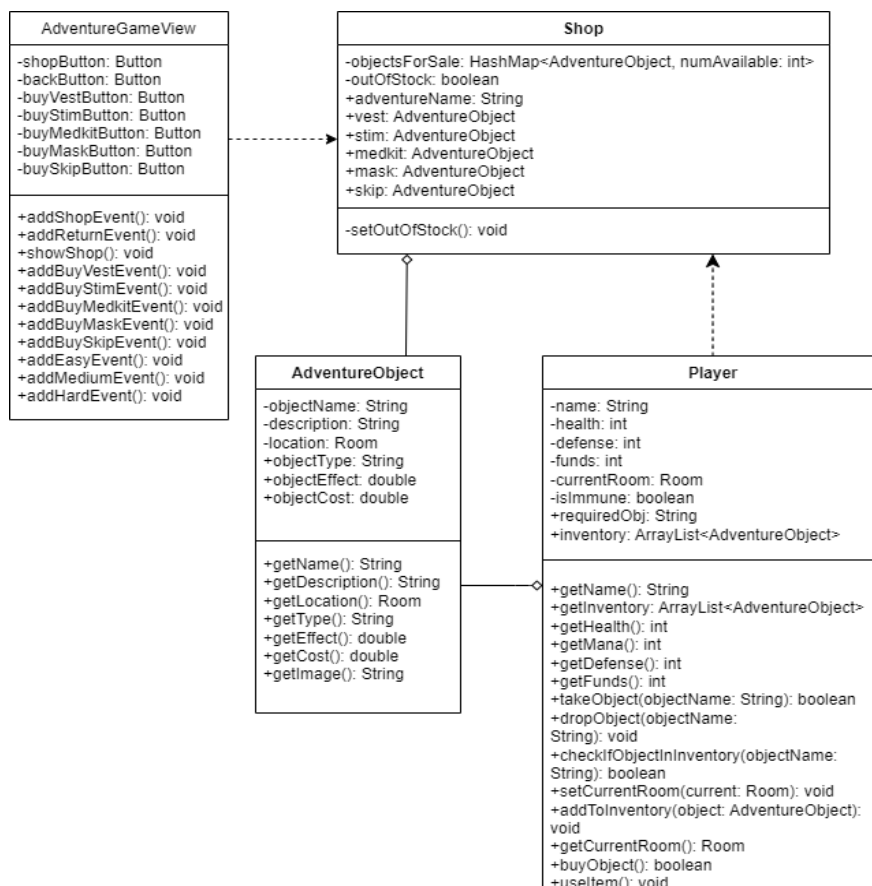 AdventureGameView
-shopButton: Button
-backButton: Button
-buyVestButton: Button
-buyStimButton: Button
-buyMedkitButton: Button
-buyMaskButton: Button
-buySkipButton: Button
+addShopEvent(): void
+addReturnEvent(): void
+showShop(): void
+addBuyVestEvent(): void
+addBuyStimEvent(): void
+addBuyMedkitEvent(): void
+addBuyMaskEvent(): void
+addBuySkipEvent(): void
+addEasyEvent(): void
+addMediumEvent(): void
+addHardEvent(): void
Shop
-objectsForSale: HashMap<AdventureObject, numAvailable: int>
-outOfStock: boolean
+adventureName: String
+vest: AdventureObject
+stim: AdventureObject
+medkit: AdventureObject
+mask: AdventureObject
+skip: AdventureObject
-setOutOfStock(): void
AdventureObject
-objectName: String
-description: String
-location: Room
+objectType: String
+objectEffect: double
+objectCost: double
+getName(): String
+getDescription(): String
+getLocation(): Room
+getType(): String
+getEffect(): double
+getCost(): double
+getImage(): String
Player
-name: String
-health: int
-defense: int
-funds: int
-currentRoom: Room
-isImmune: boolean
+requiredObj: String
+inventory: ArrayList<AdventureObject>
+getName(): String
+getInventory: ArrayList<AdventureObject>
+getHealth(): int
+getMana(): int
+getDefense(): int
+getFunds(): int
+takeObject(objectName: String): boolean
+dropObject(objectName:
String): void
+checkIfObjectInInventory(objectName:
String): boolean
+setCurrentRoom(current: Room): void
+addToInventory(object: AdventureObject):
void
+getCurrentRoom(): Room
+buyObject(): boolean
+useItem(): void